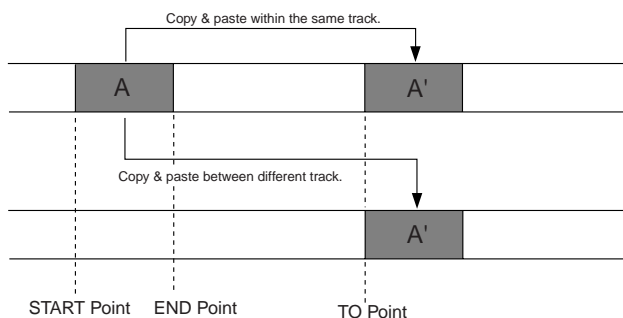 Copy & paste within the same track.
A
A'
Copy & paste between different track.
A'
START Point
END Point
TO Point